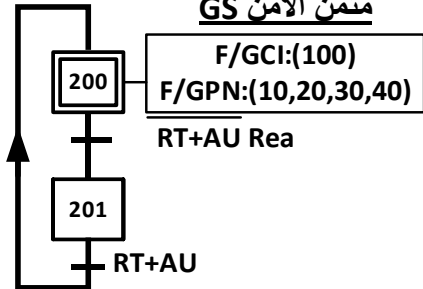 متمن الأمن GS
200
F/GCI:(100)
F/GPN:(10,20,30,40)
RT+AU Rea
201
RT+AU